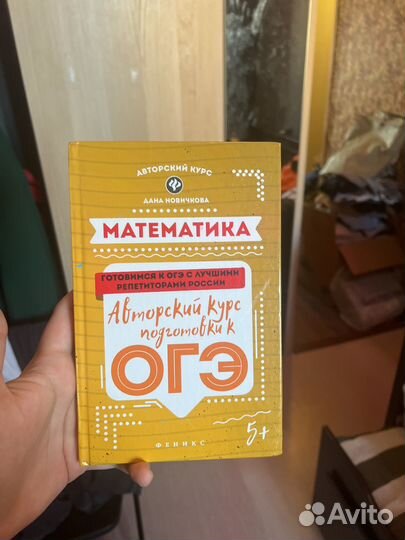 АВТОРСКИЙ КУРС
ДАНА НОВИЧКОВА
МАТЕМАТИКА
ГОТОВИМСЯ К ОГЭ С ЛУЧШИМИ
РЕПЕТИТОРАМИ РОССИИ
Авторский курс
подготовки к
ОГЭ
5+
ФЕНИКС
Avito